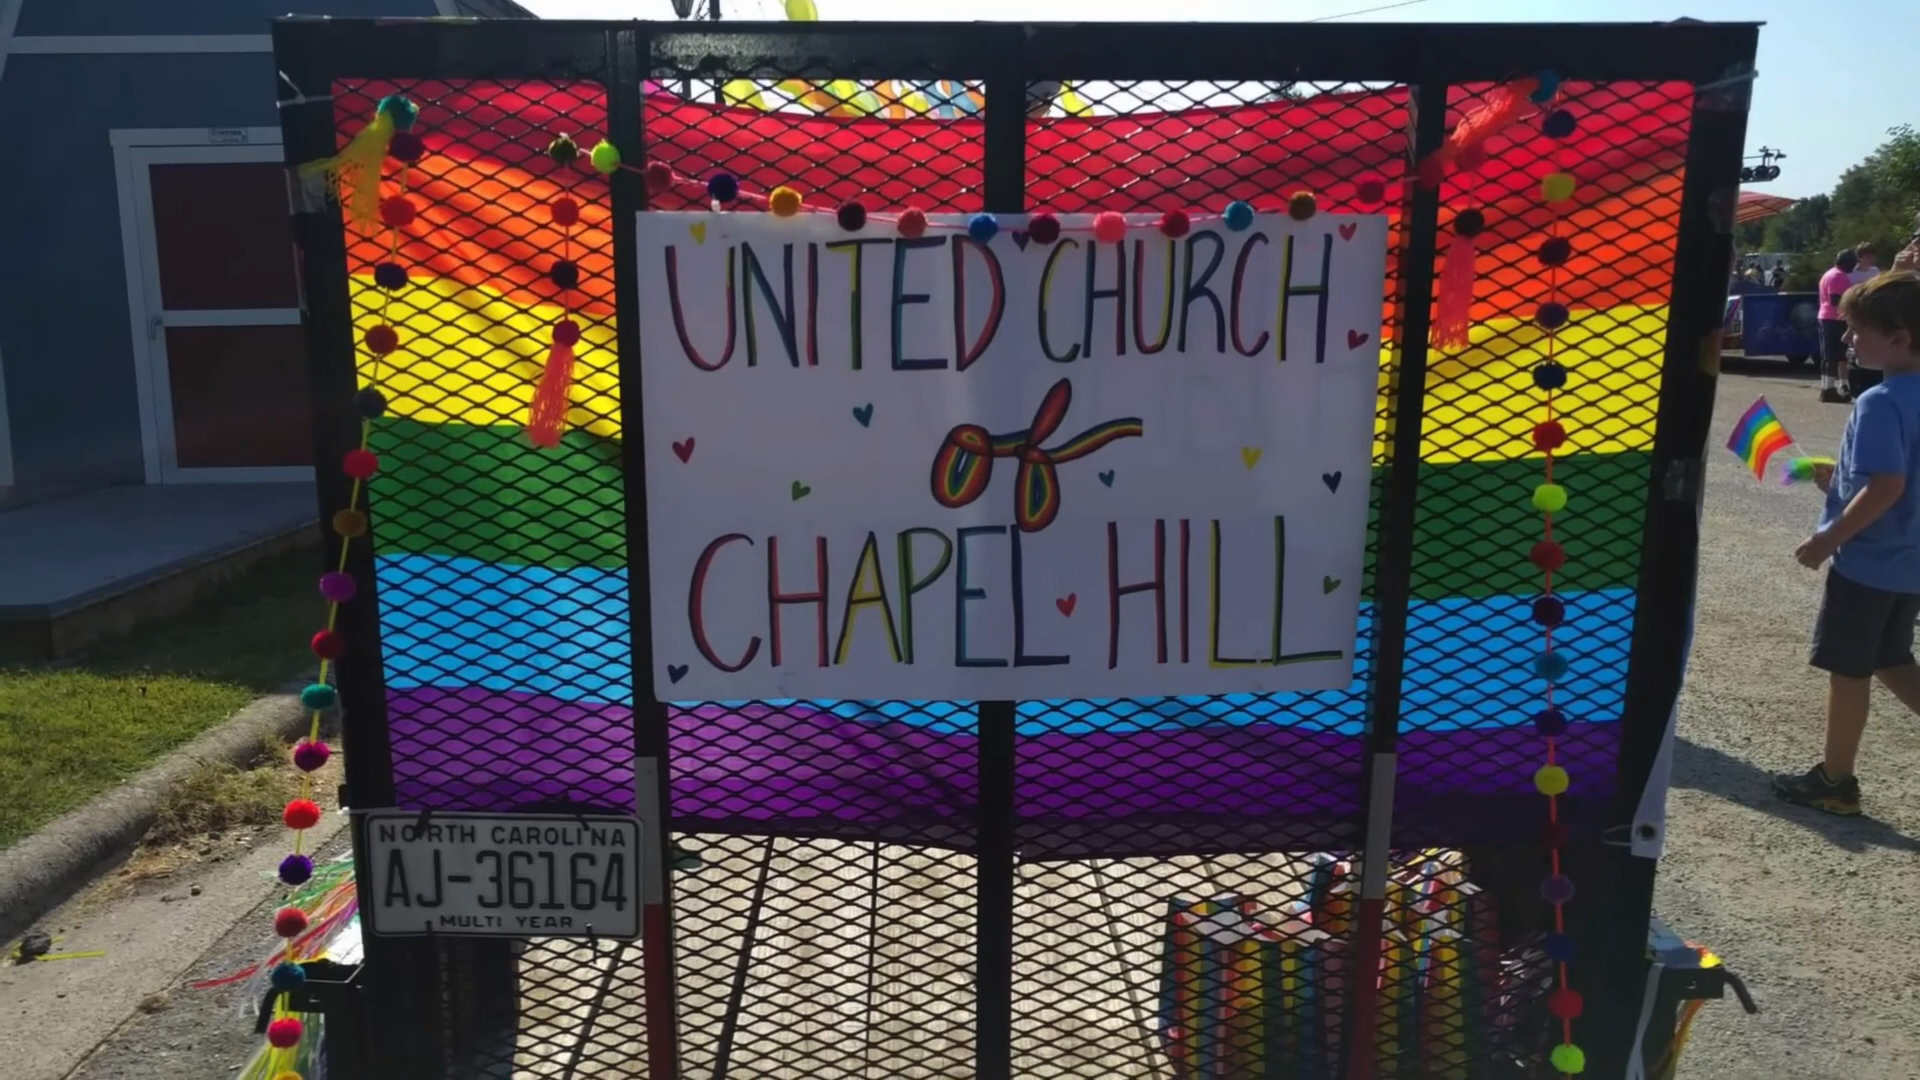 UNITED CHURCH
of
CHAPEL HILL
NORTH CAROLINA
AJ-36164
MULTI YEAR